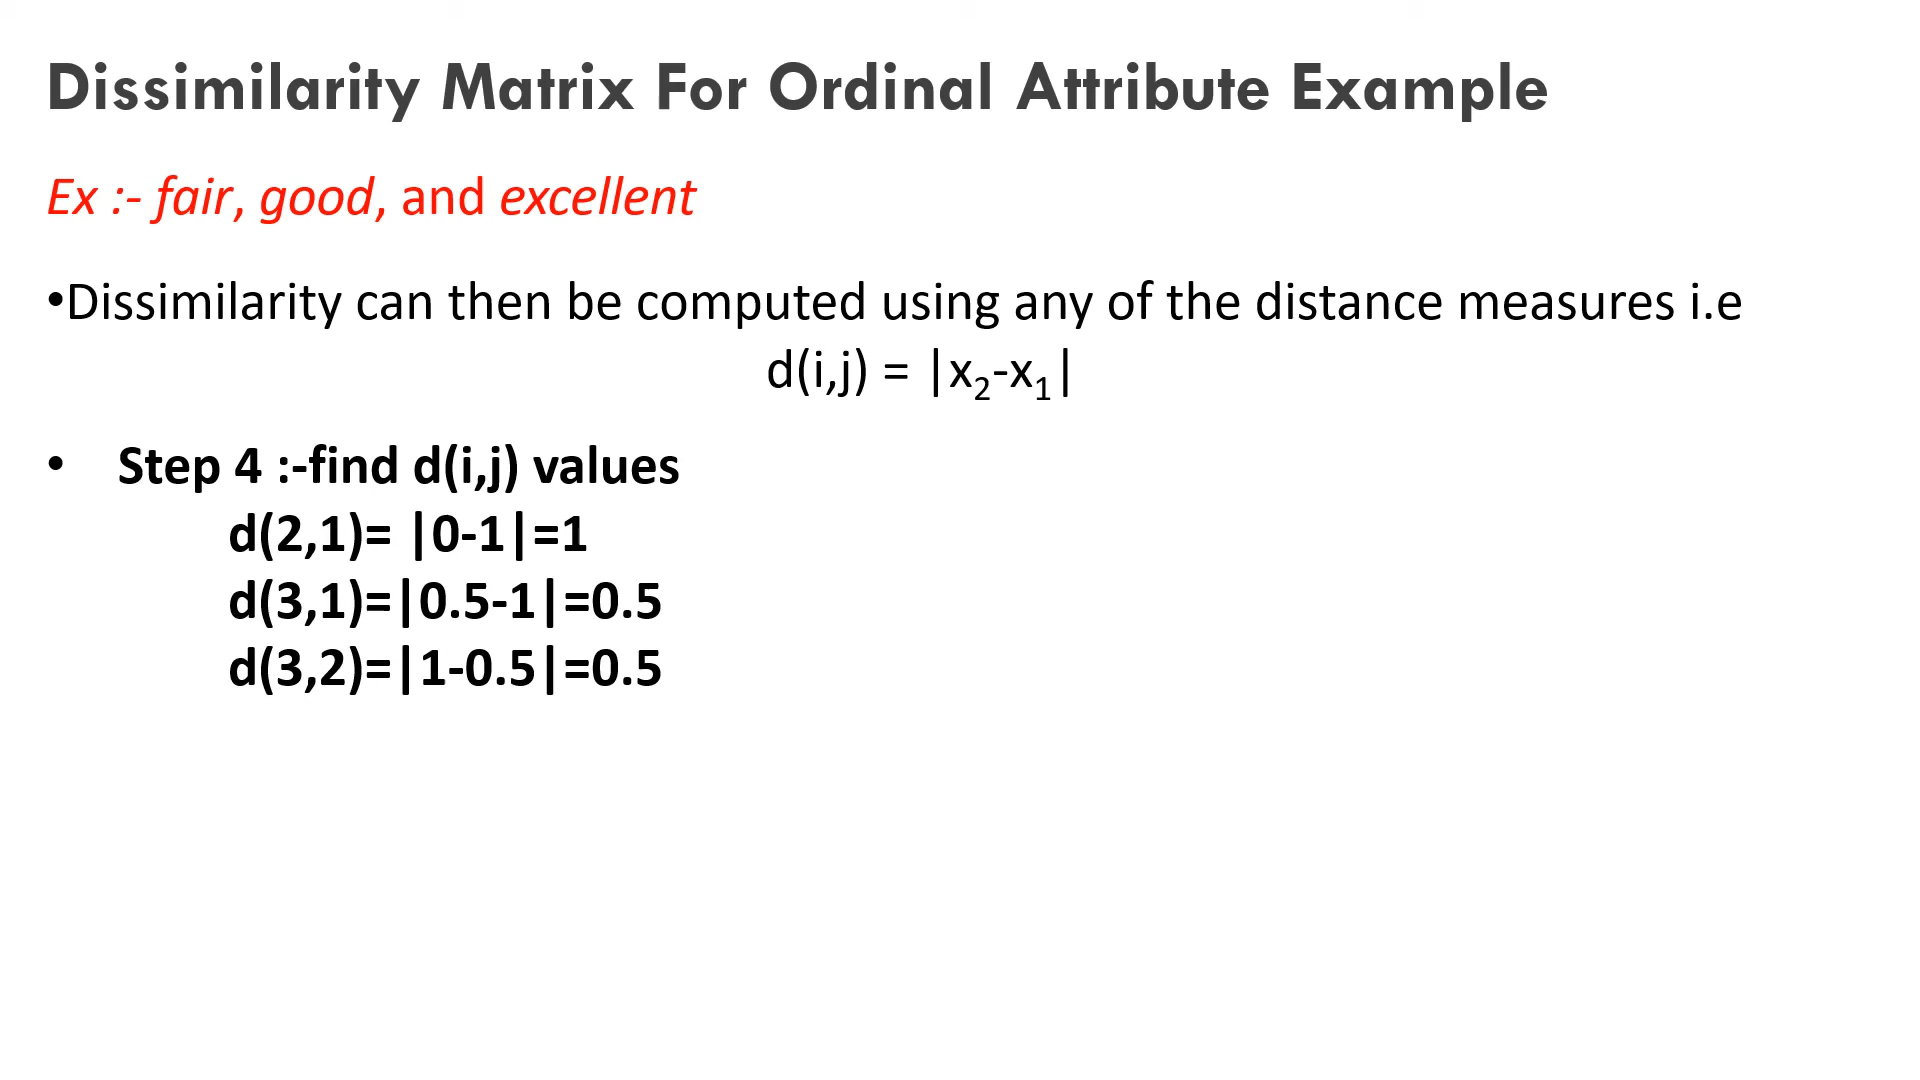 Dissimilarity Matrix For Ordinal Attribute Example
Ex :- fair, good, and excellent
•Dissimilarity can then be computed using any of the distance measures i.e
d(i,j) = |x₂-x₁|
• Step 4 :-find d(i,j) values
d(2,1)= |0-1|=1
d(3,1)=|0.5-1|=0.5
d(3,2)=|1-0.5|=0.5